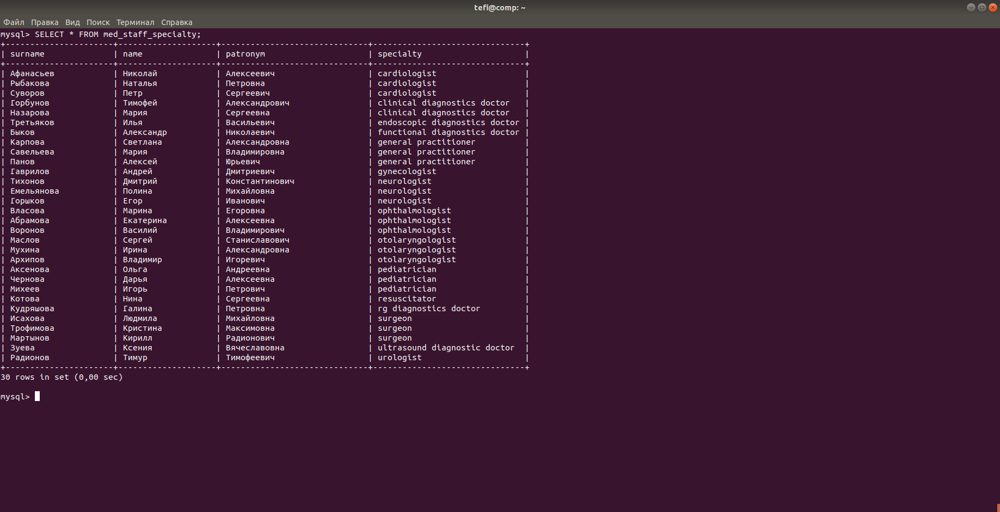 tefi@comp: ~
Файл Правка Вид Поиск Терминал Справка
mysql> SELECT * FROM med_staff_specialty;
+----------------------+--------------------+------------------------------+-------------------------------+
| surname | name | patronym | specialty |
+----------------------+--------------------+------------------------------+-------------------------------+
| Афанасьев | Николай | Алексеевич | cardiologist |
| Рыбакова | Наталья | Петровна | cardiologist |
| Суворов | Петр | Сергеевич | cardiologist |
| Горбунов | Тимофей | Александрович | clinical diagnostics doctor |
| Назарова | Мария | Сергеевна | clinical diagnostics doctor |
| Третьяков | Илья | Васильевич | endoscopic diagnostics doctor |
| Быков | Александр | Николаевич | functional diagnostics doctor |
| Карпова | Светлана | Александровна | general practitioner |
| Савельева | Мария | Владимировна | general practitioner |
| Панов | Алексей | Юрьевич | general practitioner |
| Гаврилов | Андрей | Дмитриевич | gynecologist |
| Тихонов | Дмитрий | Константинович | neurologist |
| Емельянова | Полина | Михайловна | neurologist |
| Горшков | Егор | Иванович | neurologist |
| Власова | Марина | Егоровна | ophthalmologist |
| Абрамова | Екатерина | Алексеевна | ophthalmologist |
| Воронов | Василий | Владимирович | ophthalmologist |
| Маслов | Сергей | Станиславович | otolaryngologist |
| Мухина | Ирина | Александровна | otolaryngologist |
| Архипов | Владимир | Игоревич | otolaryngologist |
| Аксенова | Ольга | Андреевна | pediatrician |
| Чернова | Дарья | Алексеевна | pediatrician |
| Михеев | Игорь | Петрович | pediatrician |
| Котова | Нина | Сергеевна | resuscitator |
| Кудряшова | Галина | Петровна | rg diagnostics doctor |
| Исахова | Людмила | Михайловна | surgeon |
| Трофимова | Кристина | Максимовна | surgeon |
| Мартынов | Кирилл | Радионович | surgeon |
| Зуева | Ксения | Вячеславовна | ultrasound diagnostic doctor |
| Радионов | Тимур | Тимофеевич | urologist |
+----------------------+--------------------+------------------------------+-------------------------------+
30 rows in set (0,00 sec)
mysql>